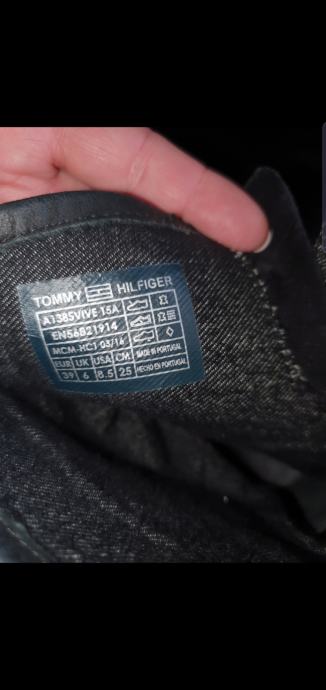 TOMMY HILFIGER
A1385VIVE 15A
EN56821914
MCM-HC1 03/16
EUR UK USA CM MADE IN PORTUGAL
39 6 8.5 25 HECHO EN PORTUGAL